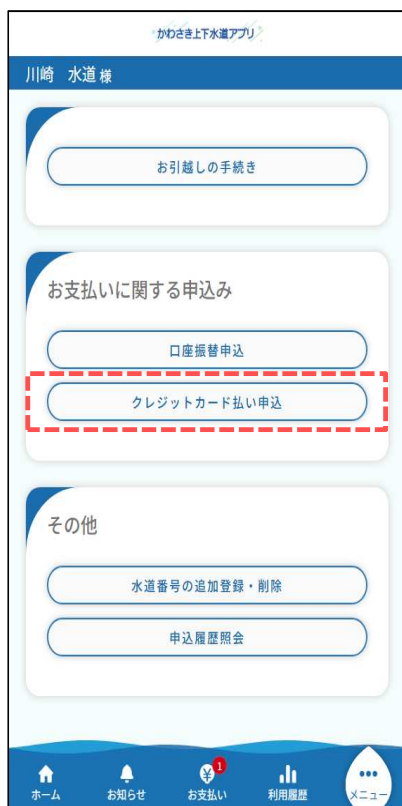 かわさき上下水道アプリ
川崎 水道 様
お引越しの手続き
お支払いに関する申込み
口座振替申込
クレジットカード払い申込
その他
水道番号の追加登録・削除
申込履歴照会
1
ホーム お知らせ お支払い 利用履歴 メニュー